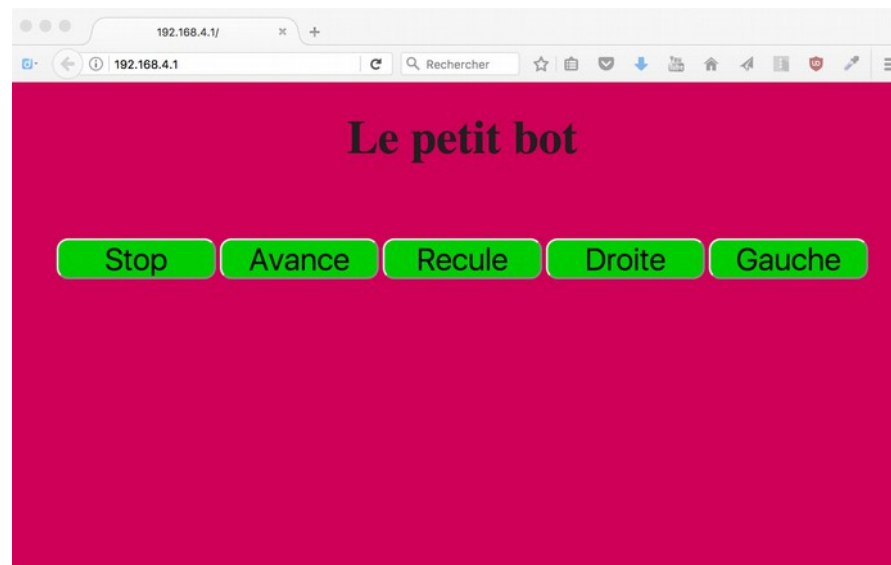 192.168.4.1/
192.168.4.1
Rechercher
Le petit bot
Stop Avance Recule Droite Gauche